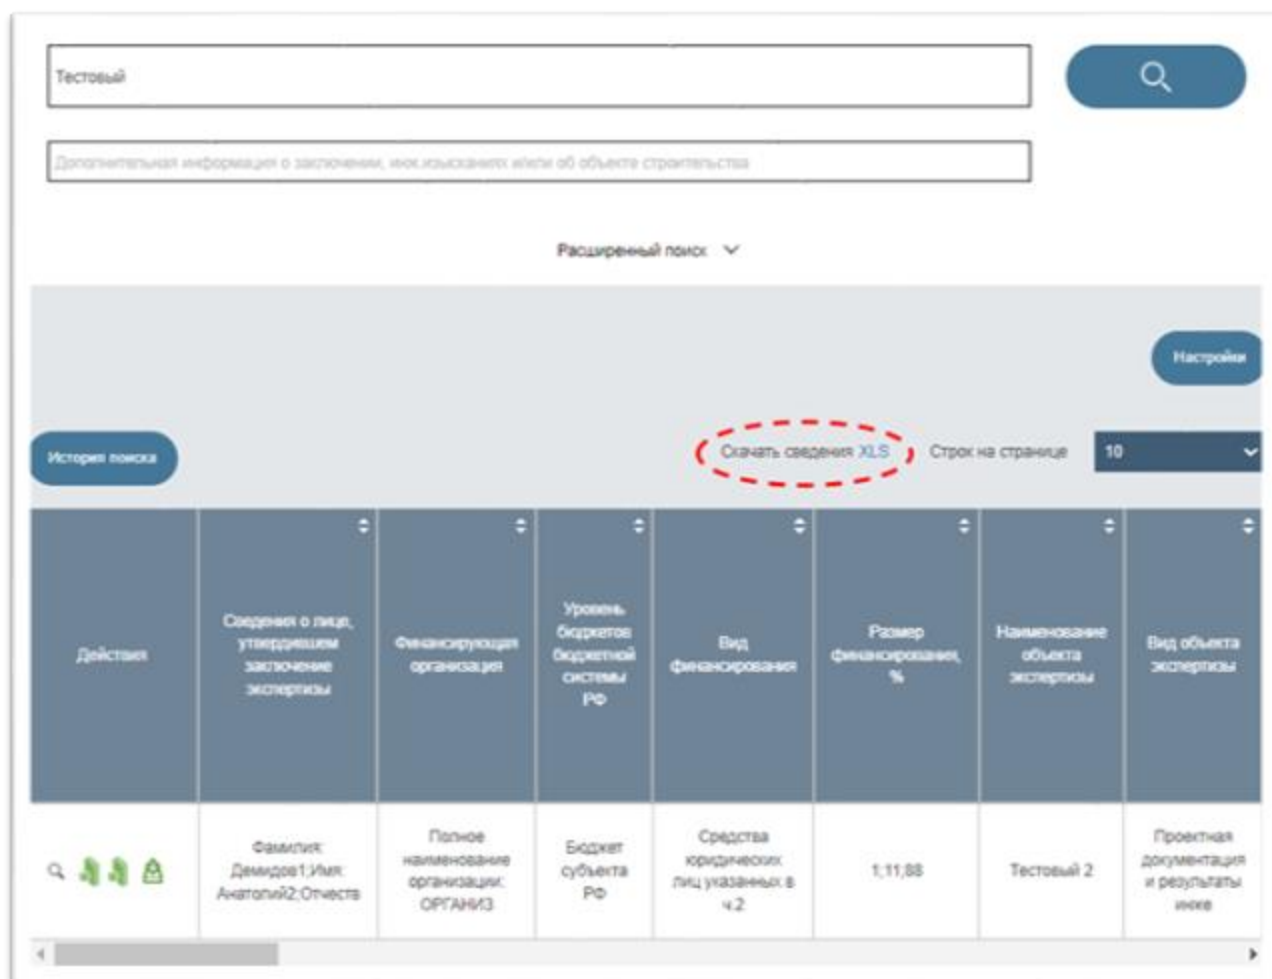 Тестовый
Дополнительная информация о заключении, инж.изысканиях и/или об объекте строительства
Расширенный поиск
Настройки
История поиска
Скачать сведения XLS
Строк на странице
10
Действия
Сведения о лице,
утвердившем
заключение
экспертизы
Финансирующая
организация
Уровень
бюджетов
бюджетной
системы
РФ
Вид
финансирования
Размер
финансирования,
%
Наименование
объекта
экспертизы
Вид объекта
экспертизы
Фамилия:
Демидов1;Имя:
Анатолий2;Отчеств
Полное
наименование
организации:
ОРГАНИЗ
Бюджет
субъекта
РФ
Средства
юридических
лиц указанных в
ч.2
1;11;88
Тестовый 2
Проектная
документация
и результаты
инже